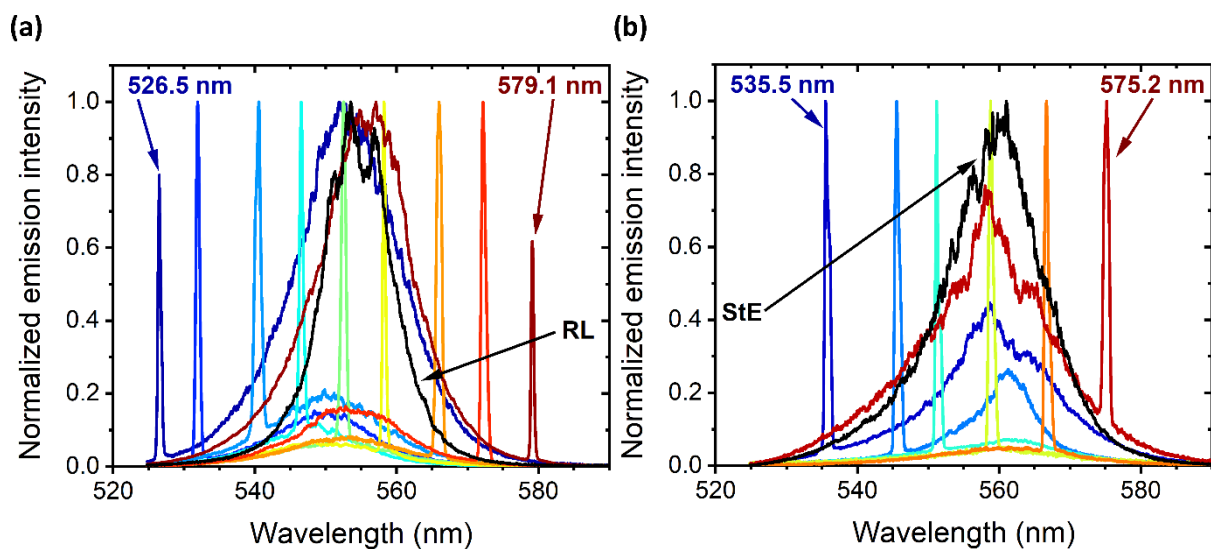 (a)
526.5 nm
579.1 nm
RL
Normalized emission intensity
1.0
0.8
0.6
0.4
0.2
0.0
520
540
560
580
Wavelength (nm)
(b)
535.5 nm
575.2 nm
StE
Normalized emission intensity
1.0
0.8
0.6
0.4
0.2
0.0
520
540
560
580
Wavelength (nm)